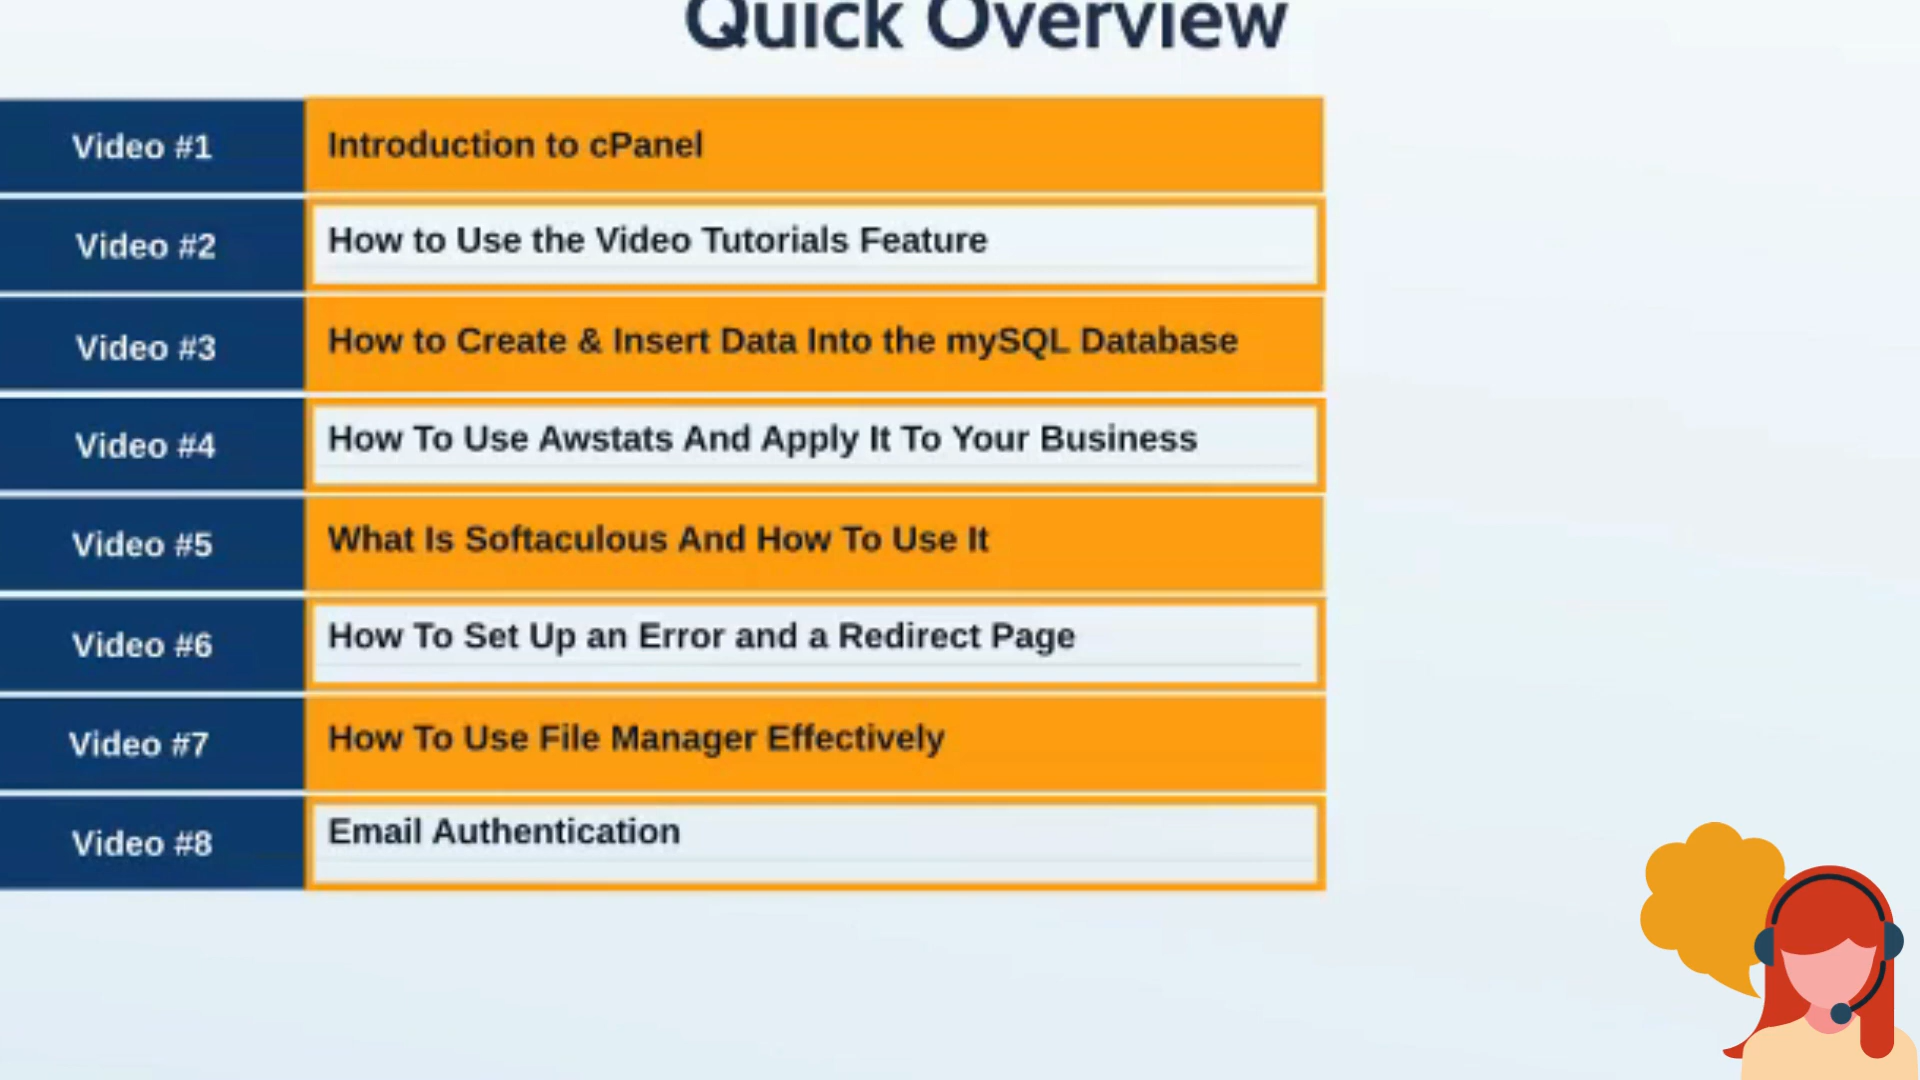 Quick Overview
Video #1 Introduction to cPanel
Video #2 How to Use the Video Tutorials Feature
Video #3 How to Create & Insert Data Into the mySQL Database
Video #4 How To Use Awstats And Apply It To Your Business
Video #5 What Is Softaculous And How To Use It
Video #6 How To Set Up an Error and a Redirect Page
Video #7 How To Use File Manager Effectively
Video #8 Email Authentication